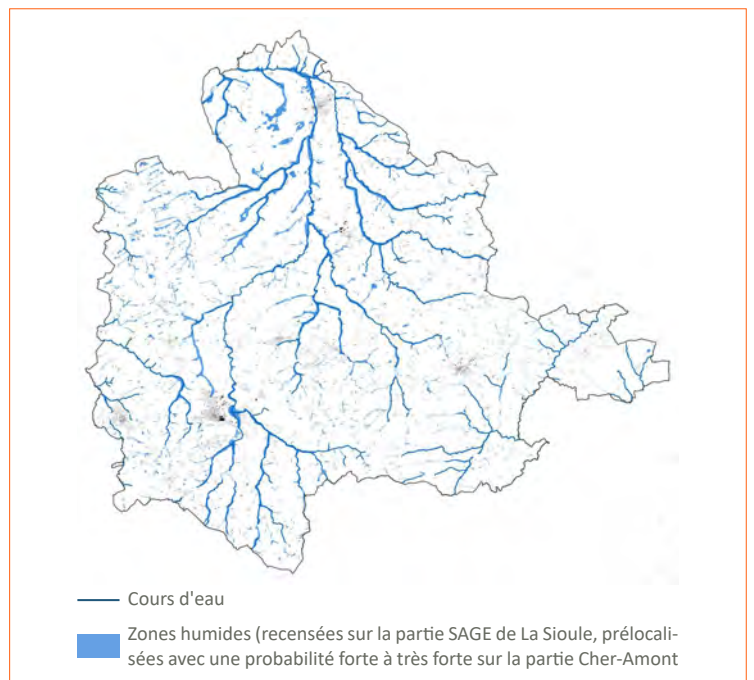 Cours d'eau
Zones humides (recensées sur la partie SAGE de La Sioule, prélocali-
sées avec une probabilité forte à très forte sur la partie Cher-Amont